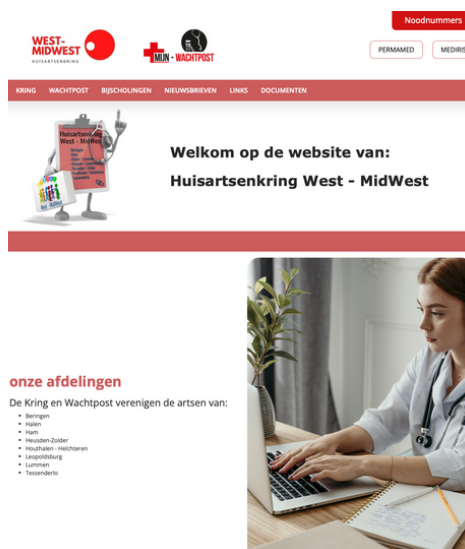 Noodnummers
WEST-
MIDWEST
HUISARTSENKRING
MIJN - WACHTPOST
PERMAMED
KRING
WACHTPOST
BIJSCHOLINGEN
NIEUWSBRIEVEN
LINKS
DOCUMENTEN
Huisartsenkring
West - MidWest
Welkom op de website van:
Huisartsenkring West - MidWest
onze afdelingen
De Kring en Wachtpost verenigen de artsen van:
Beringen
Halen
Ham
Heusden-Zolder
Houthalen - Helchteren
Leopoldsburg
Lummen
Tessenderlo